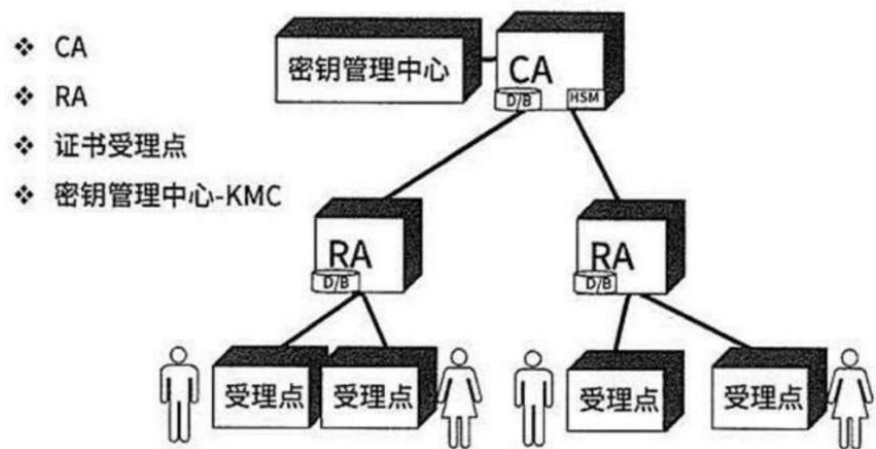 ❖ CA
❖ RA
❖ 证书受理点
❖ 密钥管理中心-KMC
密钥管理中心
CA
D/B
HSM
RA
D/B
RA
D/B
受理点
受理点
受理点
受理点